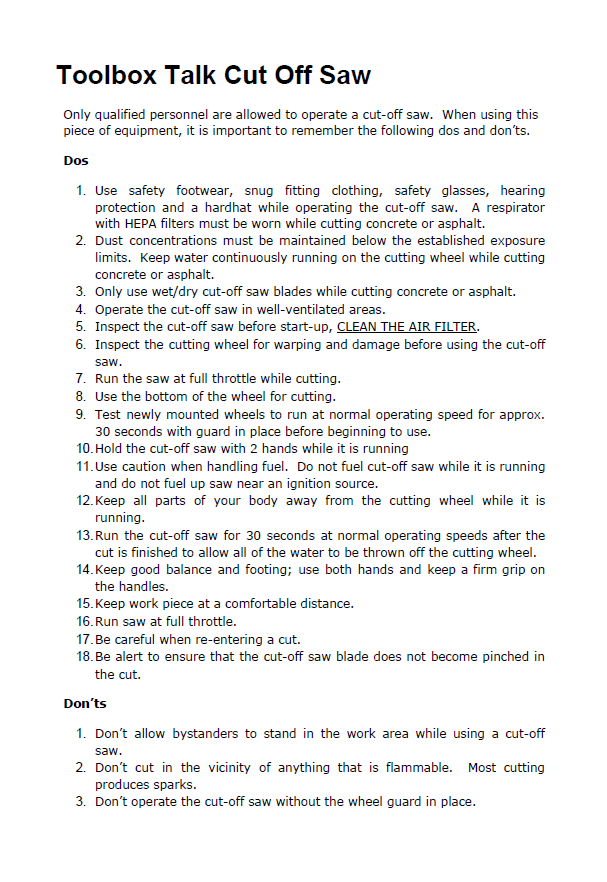 Toolbox Talk Cut Off Saw
Only qualified personnel are allowed to operate a cut-off saw.  When using this
piece of equipment, it is important to remember the following dos and don’ts.
Dos
1. Use safety footwear, snug fitting clothing, safety glasses, hearing
protection and a hardhat while operating the cut-off saw.  A respirator
with HEPA filters must be worn while cutting concrete or asphalt.
2. Dust concentrations must be maintained below the established exposure
limits.  Keep water continuously running on the cutting wheel while cutting
concrete or asphalt.
3. Only use wet/dry cut-off saw blades while cutting concrete or asphalt.
4. Operate the cut-off saw in well-ventilated areas.
5. Inspect the cut-off saw before start-up, CLEAN THE AIR FILTER.
6. Inspect the cutting wheel for warping and damage before using the cut-off
saw.
7. Run the saw at full throttle while cutting.
8. Use the bottom of the wheel for cutting.
9. Test newly mounted wheels to run at normal operating speed for approx.
30 seconds with guard in place before beginning to use.
10. Hold the cut-off saw with 2 hands while it is running
11. Use caution when handling fuel.  Do not fuel cut-off saw while it is running
and do not fuel up saw near an ignition source.
12. Keep all parts of your body away from the cutting wheel while it is
running.
13. Run the cut-off saw for 30 seconds at normal operating speeds after the
cut is finished to allow all of the water to be thrown off the cutting wheel.
14. Keep good balance and footing; use both hands and keep a firm grip on
the handles.
15. Keep work piece at a comfortable distance.
16. Run saw at full throttle.
17. Be careful when re-entering a cut.
18. Be alert to ensure that the cut-off saw blade does not become pinched in
the cut.
Don’ts
1. Don’t allow bystanders to stand in the work area while using a cut-off
saw.
2. Don’t cut in the vicinity of anything that is flammable.  Most cutting
produces sparks.
3. Don’t operate the cut-off saw without the wheel guard in place.